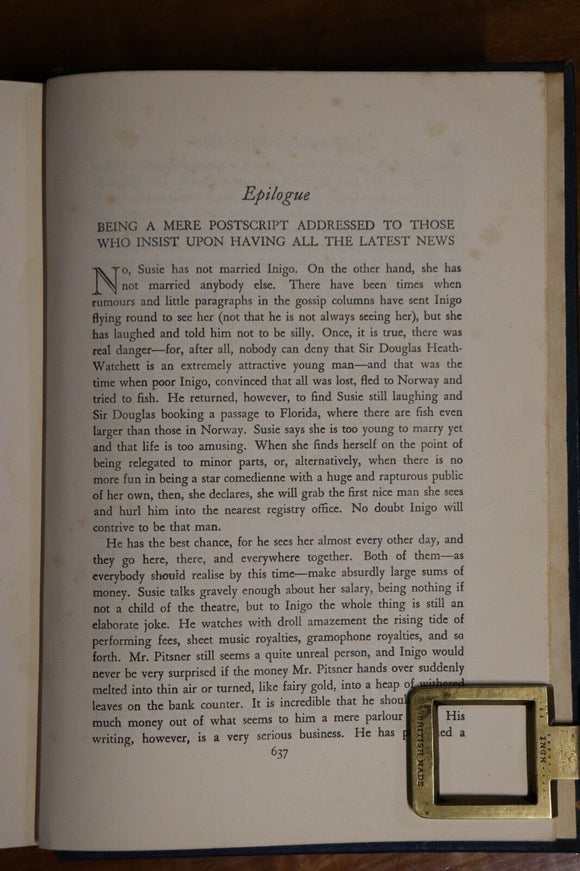 Epilogue
BEING A MERE POSTSCRIPT ADDRESSED TO THOSE
WHO INSIST UPON HAVING ALL THE LATEST NEWS
No, Susie has not married Inigo. On the other hand, she has
not married anybody else. There have been times when
rumours and little paragraphs in the gossip columns have sent Inigo
flying round to see her (not that he is not always seeing her), but she
has laughed and told him not to be silly. Once, it is true, there was
real danger—for, after all, nobody can deny that Sir Douglas Heath-
Watchett is an extremely attractive young man—and that was the
time when poor Inigo, convinced that all was lost, fled to Norway and
tried to fish. He returned, however, to find Susie still laughing and
Sir Douglas booking a passage to Florida, where there are fish even
larger than those in Norway. Susie says she is too young to marry yet
and that life is too amusing. When she finds herself on the point of
being relegated to minor parts, or, alternatively, when there is no
more fun in being a star comedienne with a huge and rapturous public
of her own, then, she declares, she will grab the first nice man she sees
and hurl him into the nearest registry office. No doubt Inigo will
contrive to be that man.
He has the best chance, for he sees her almost every other day, and
they go here, there, and everywhere together. Both of them—as
everybody should realise by this time—make absurdly large sums of
money. Susie talks gravely enough about her salary, being nothing if
not a child of the theatre, but to Inigo the whole thing is still an
elaborate joke. He watches with droll amazement the rising tide of
performing fees, sheet music royalties, gramophone royalties, and so
forth. Mr. Pitsner still seems a quite unreal person, and Inigo would
never be very surprised if the money Mr. Pitsner hands over suddenly
melted into thin air or turned, like fairy gold, into a heap of withered
leaves on the bank counter. It is incredible that he shou
much money out of what seems to him a mere parlour His
writing, however, is a very serious business. He has a
637
BRITISH MADE